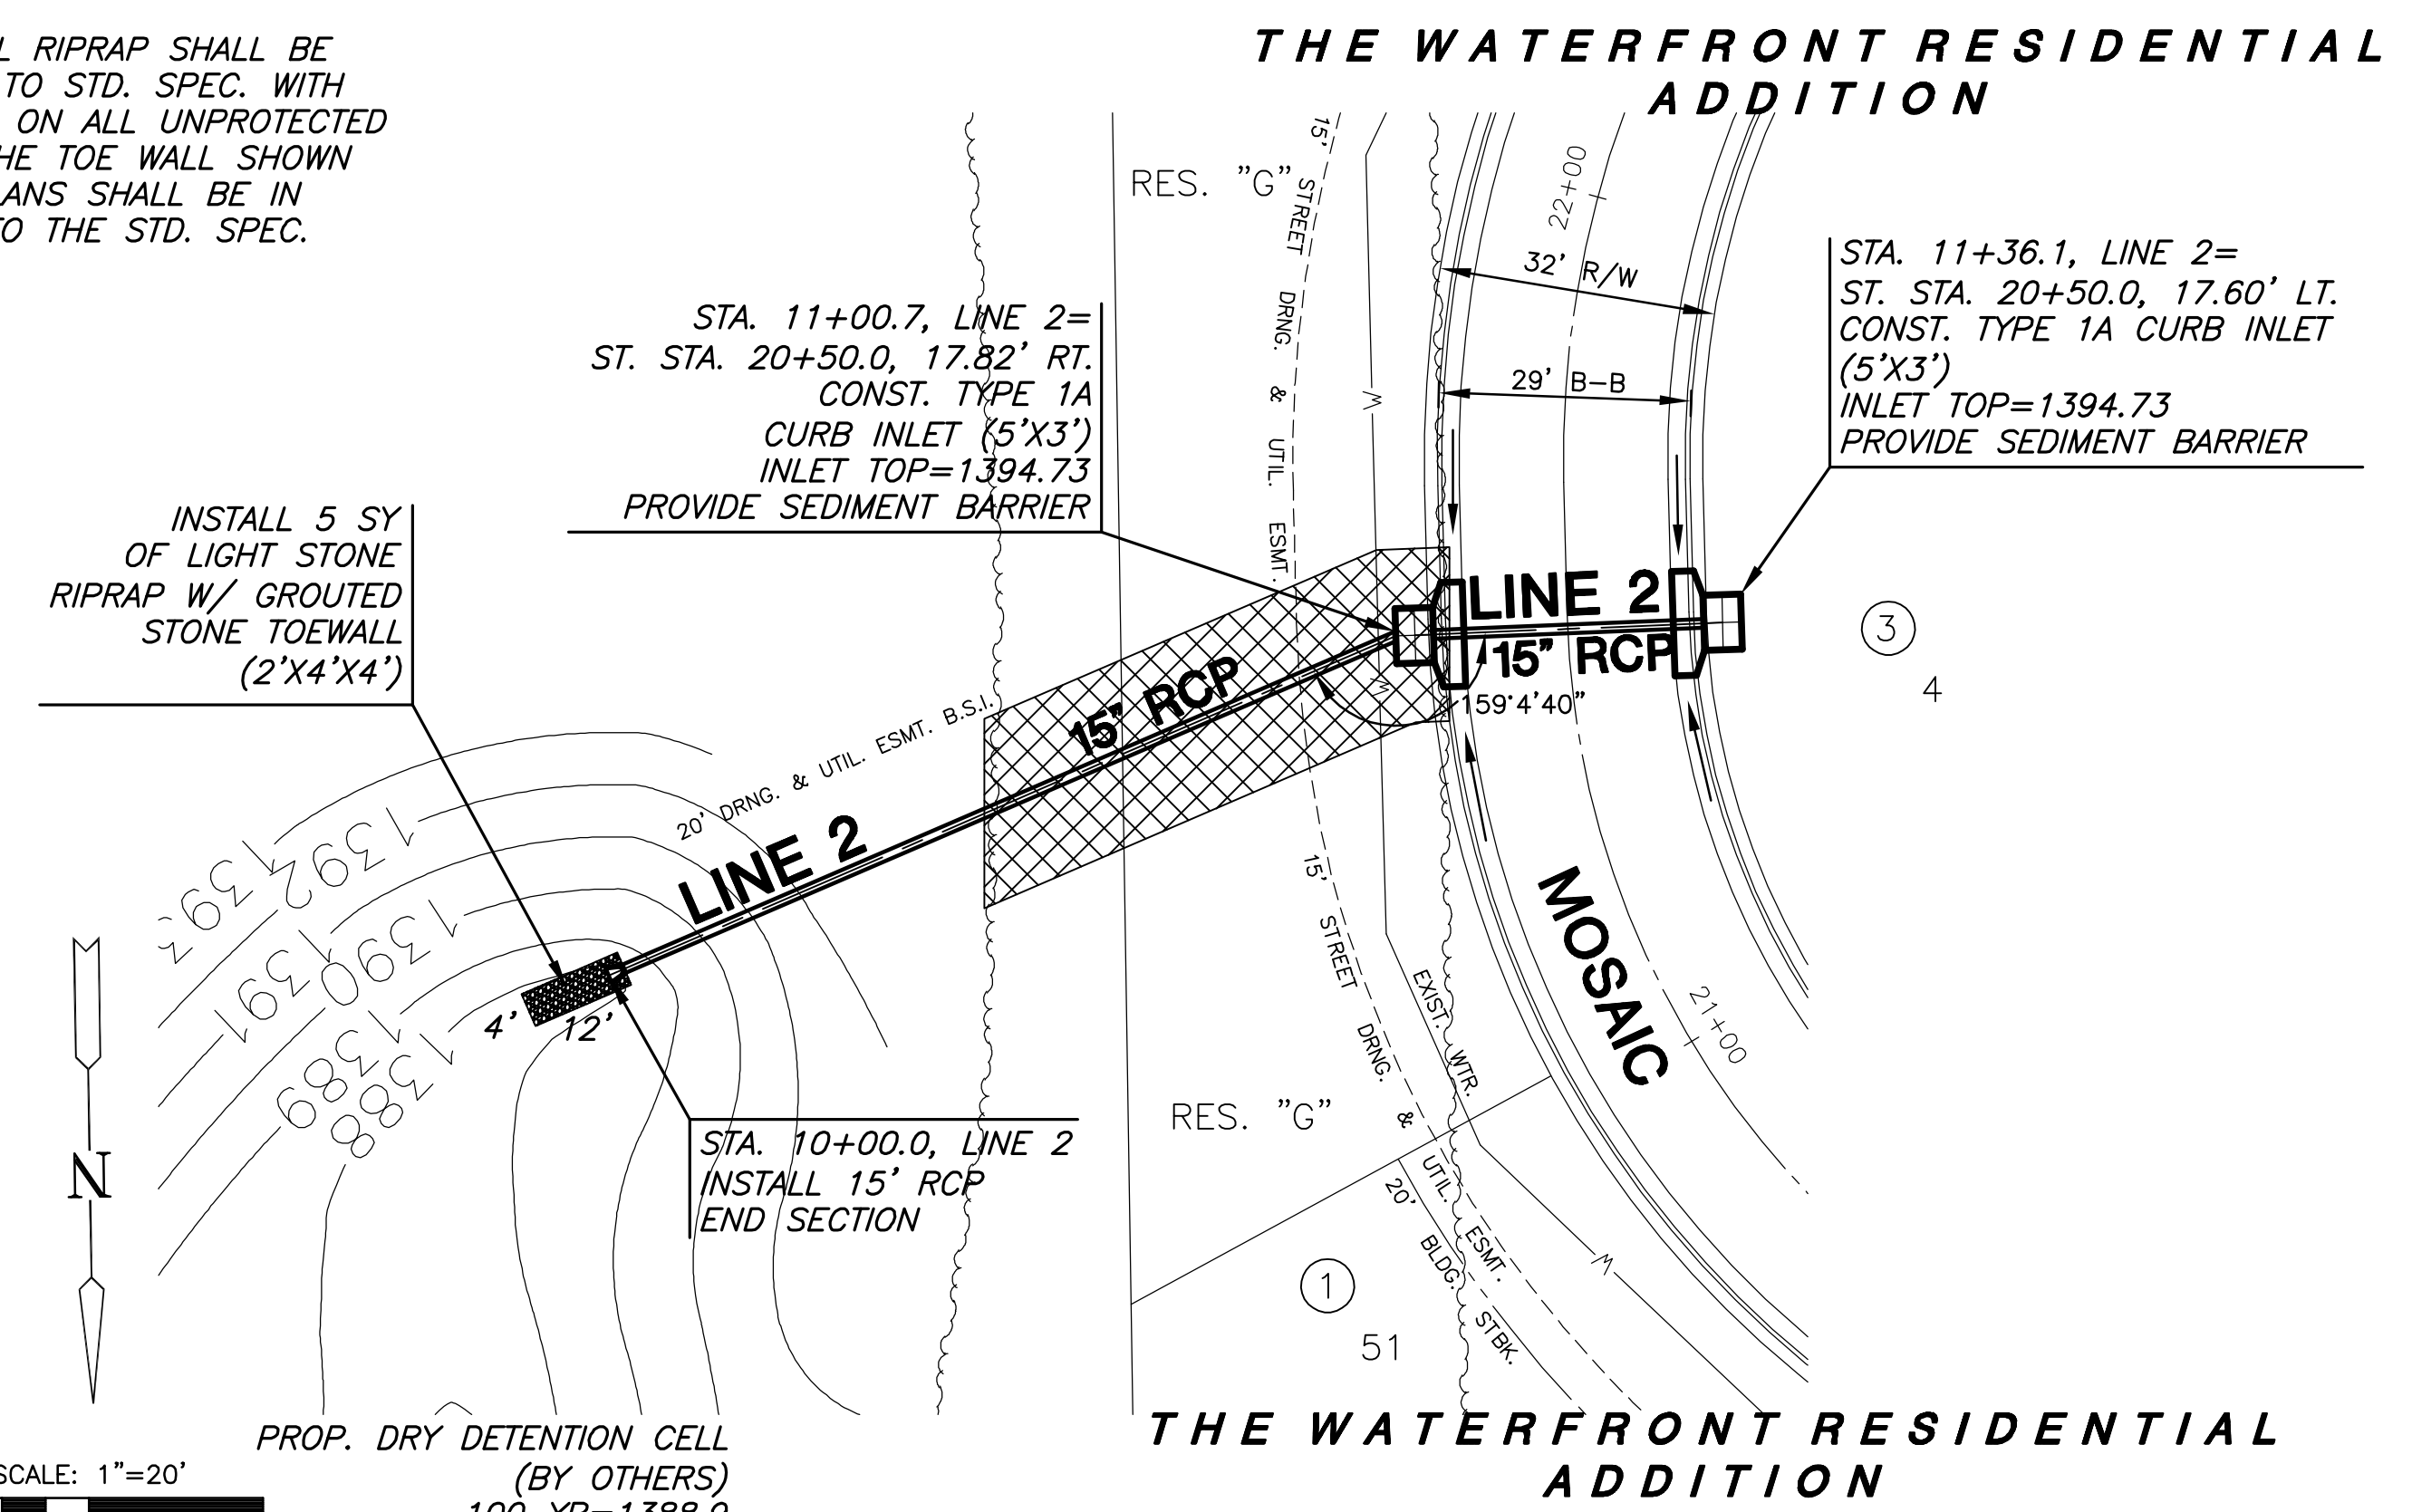 THE WATERFRONT RESIDENTIAL
ADDITION
RIPRAP SHALL BE
TO STD. SPEC. WITH
ON ALL UNPROTECTED
TOE WALL SHOWN
SHALL BE IN
THE STD. SPEC.
RES. "G"
15' STREET DRNG. & UTIL. ESMT.
22+00
32' R/W
29' B-B
STA. 11+36.1, LINE 2=
ST. STA. 20+50.0, 17.60' LT.
CONST. TYPE 1A CURB INLET
(5'X3')
INLET TOP=1394.73
PROVIDE SEDIMENT BARRIER
STA. 11+00.7, LINE 2=
ST. STA. 20+50.0, 17.82' RT.
CONST. TYPE 1A
CURB INLET (5'X3')
INLET TOP=1394.73
PROVIDE SEDIMENT BARRIER
INSTALL 5 SY
OF LIGHT STONE
RIPRAP W/ GROUTED
STONE TOEWALL
(2'X4'X4')
W
LINE 2
15" RCP
3
4
159°4'40"
W
15" RCP
20' DRNG. & UTIL. ESMT. B.S.I.
LINE 2
1393
1392
1391
1390
1389
1388
4'
12'
MOSAIC
21+00
15' STREET DRNG. & UTIL. ESMT.
EXIST. WTR.
W
N
STA. 10+00.0, LINE 2
INSTALL 15' RCP
END SECTION
RES. "G"
20' BLDG. STBK.
1
51
PROP. DRY DETENTION CELL
(BY OTHERS)
100 YR=1388.9
SCALE: 1"=20'
THE WATERFRONT RESIDENTIAL
ADDITION